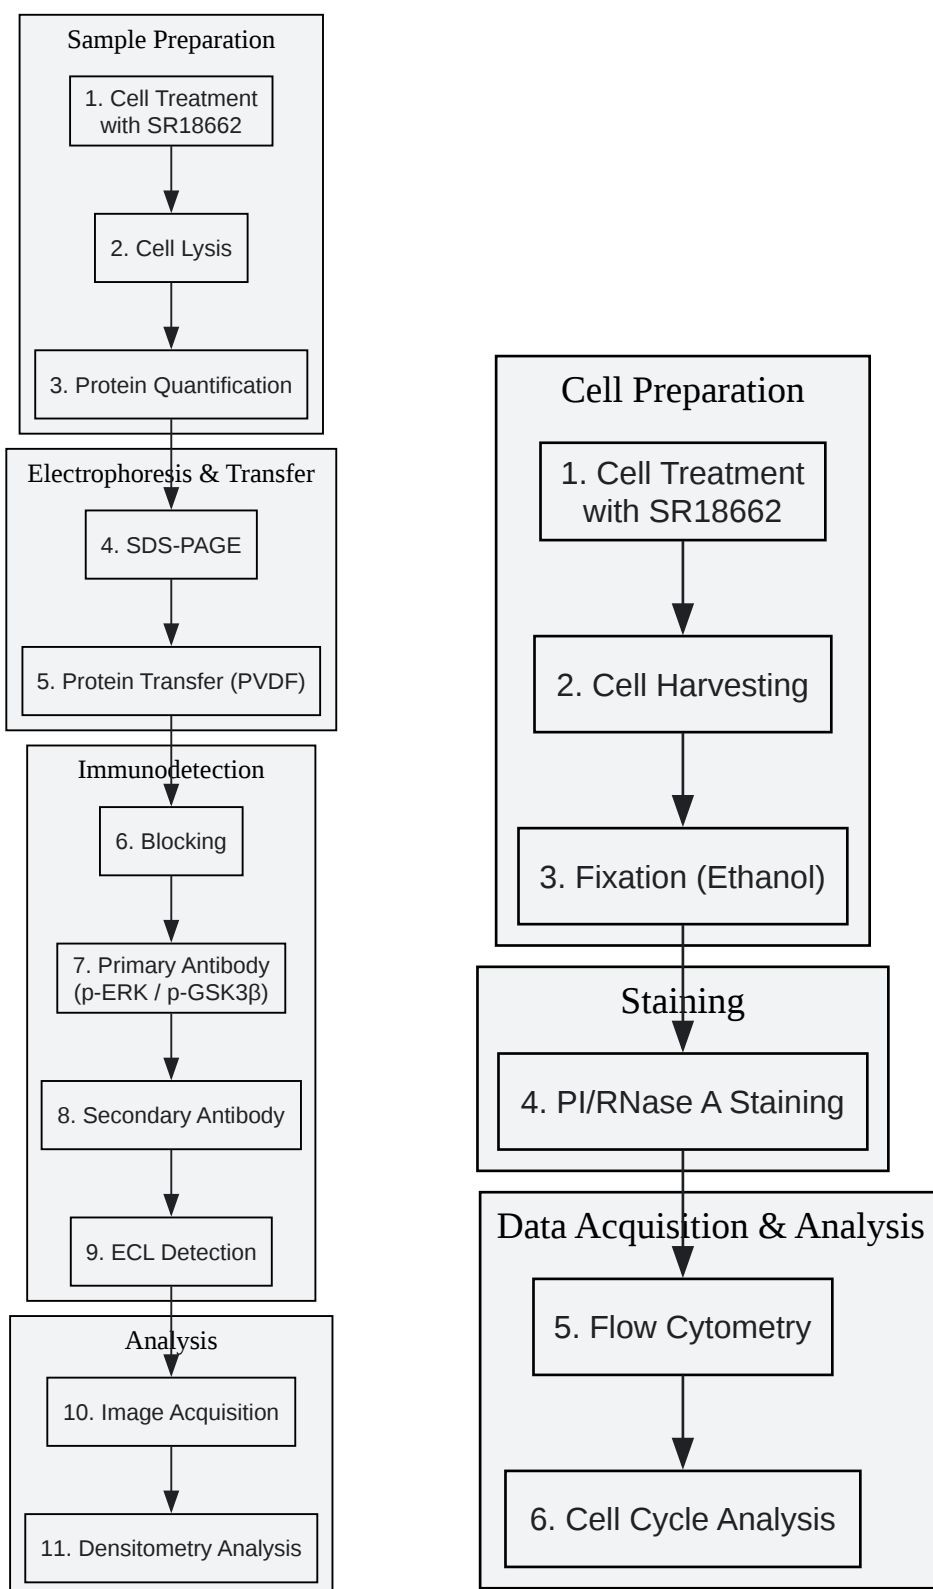 Sample Preparation
1. Cell Treatment
with SR18662
2. Cell Lysis
3. Protein Quantification
Electrophoresis & Transfer
4. SDS-PAGE
5. Protein Transfer (PVDF)
Immunodetection
6. Blocking
7. Primary Antibody
(p-ERK / p-GSK3β)
8. Secondary Antibody
9. ECL Detection
Analysis
10. Image Acquisition
11. Densitometry Analysis
Cell Preparation
1. Cell Treatment
with SR18662
2. Cell Harvesting
3. Fixation (Ethanol)
Staining
4. PI/RNase A Staining
Data Acquisition & Analysis
5. Flow Cytometry
6. Cell Cycle Analysis